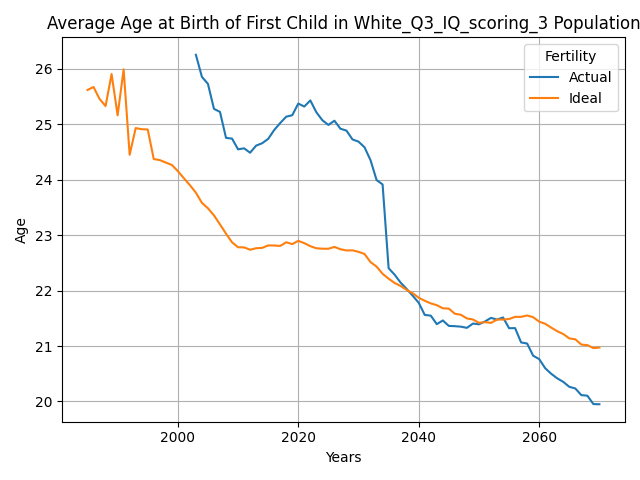 Average Age at Birth of First Child in White_Q3_IQ_scoring_3 Population
Fertility
Actual
Ideal
26
25
24
23
22
21
20
Age
2000
2020
2040
2060
Years